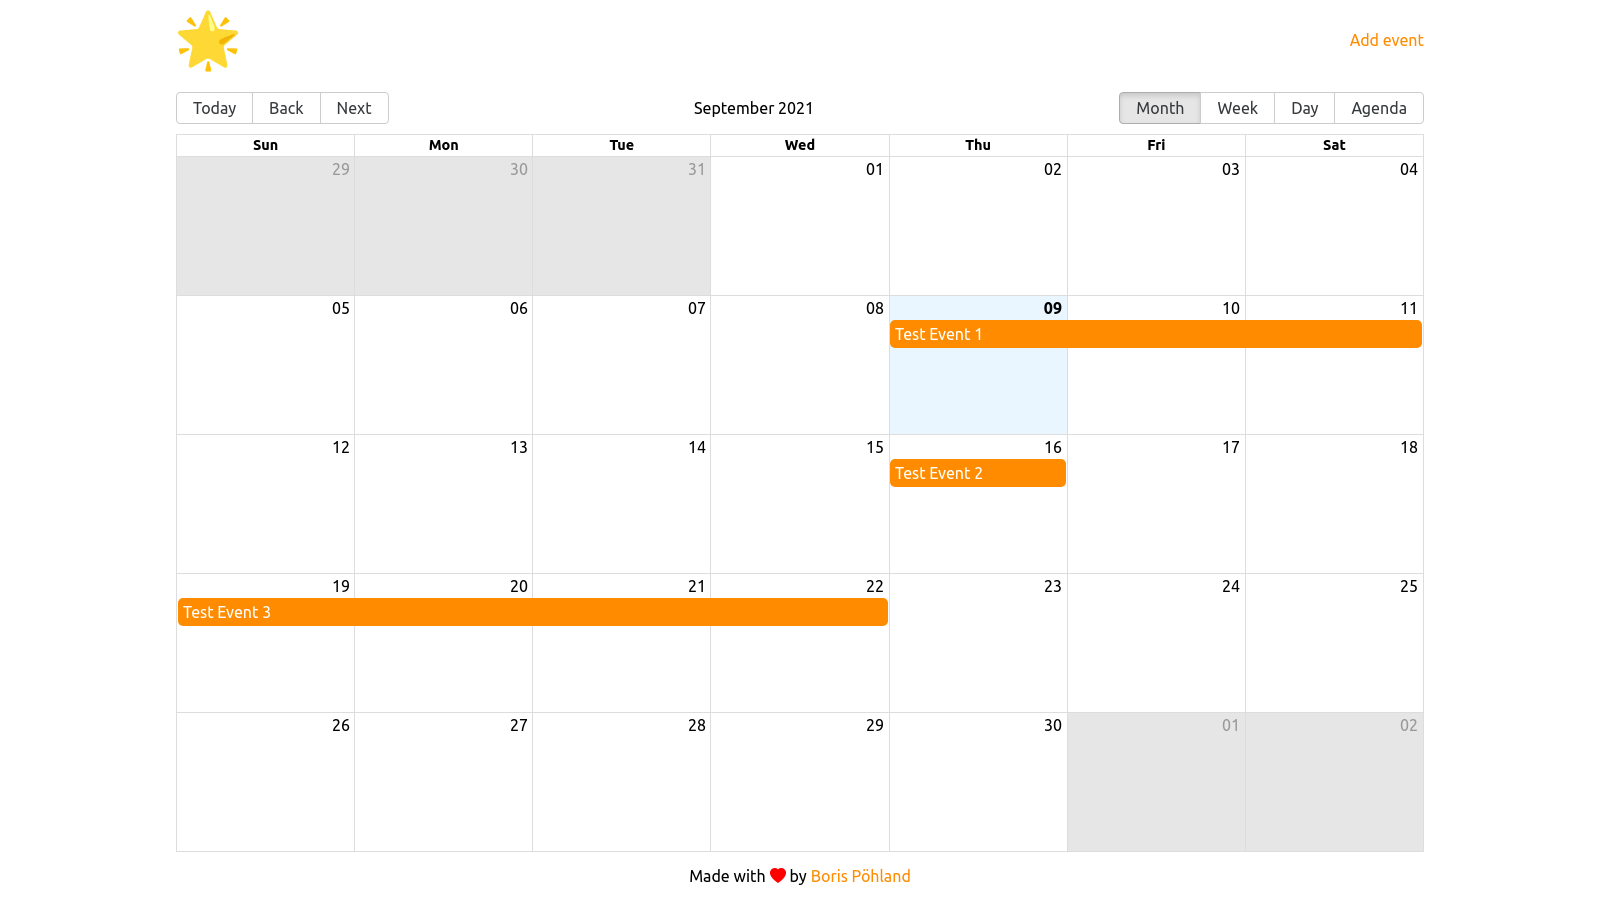 Add event
Today Back Next September 2021 Month Week Day Agenda
Sun Mon Tue Wed Thu Fri Sat
29 30 31 01 02 03 04
05 06 07 08 09 10 11
Test Event 1
12 13 14 15 16 17 18
Test Event 2
19 20 21 22 23 24 25
Test Event 3
26 27 28 29 30 01 02
Made with ❤ by Boris Pöhland